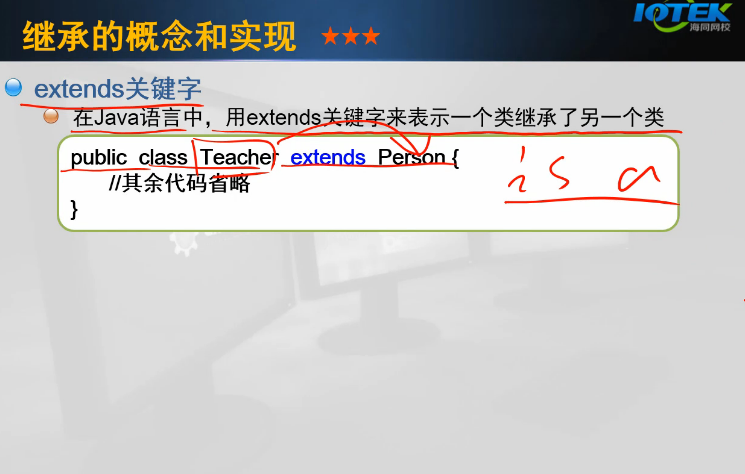 继承的概念和实现 ★★★
IOTEK
海同网校
extends关键字
在Java语言中，用extends关键字来表示一个类继承了另一个类
public class Teacher extends Person {
//其余代码省略
}
is a